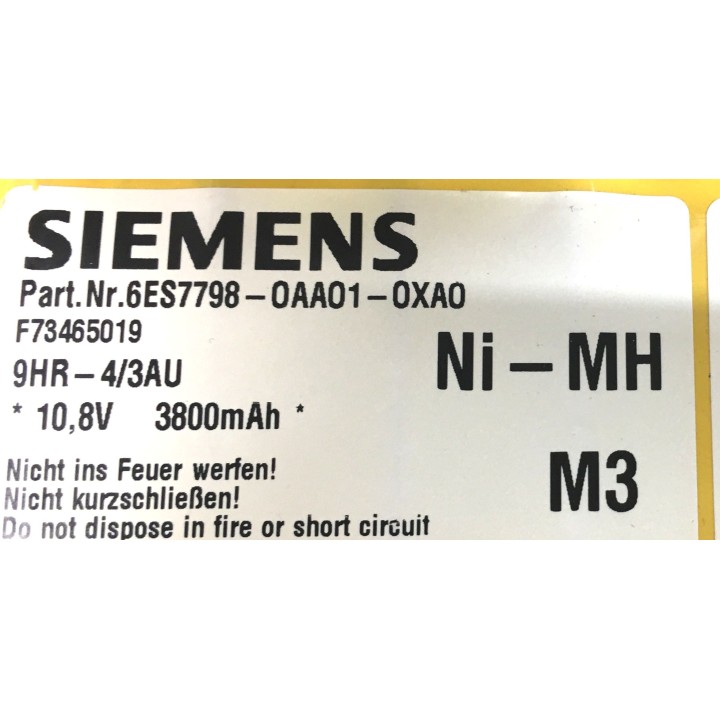 SIEMENS
Part.Nr.6ES7798-0AA01-0XA0
F73465019
9HR-4/3AU
Ni-MH
* 10,8V 3800mAh *
M3
Nicht ins Feuer werfen!
Nicht kurzschließen!
Do not dispose in fire or short circuit